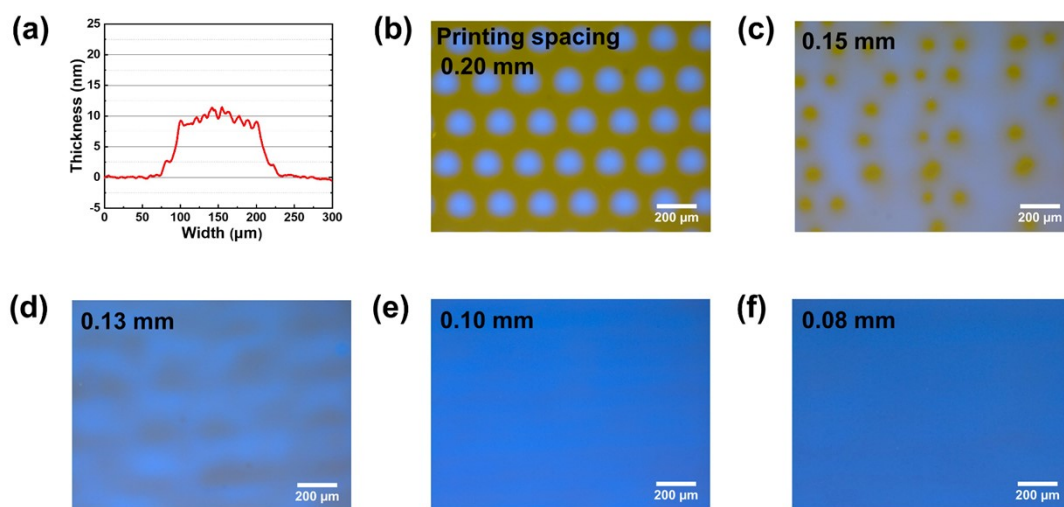 (a)
25
20
15
10
5
0
-5
Thickness (nm)
0 50 100 150 200 250 300
Width (μm)
(b)
Printing spacing
0.20 mm
200 μm
(c)
0.15 mm
200 μm
(d)
0.13 mm
200 μm
(e)
0.10 mm
200 μm
(f)
0.08 mm
200 μm